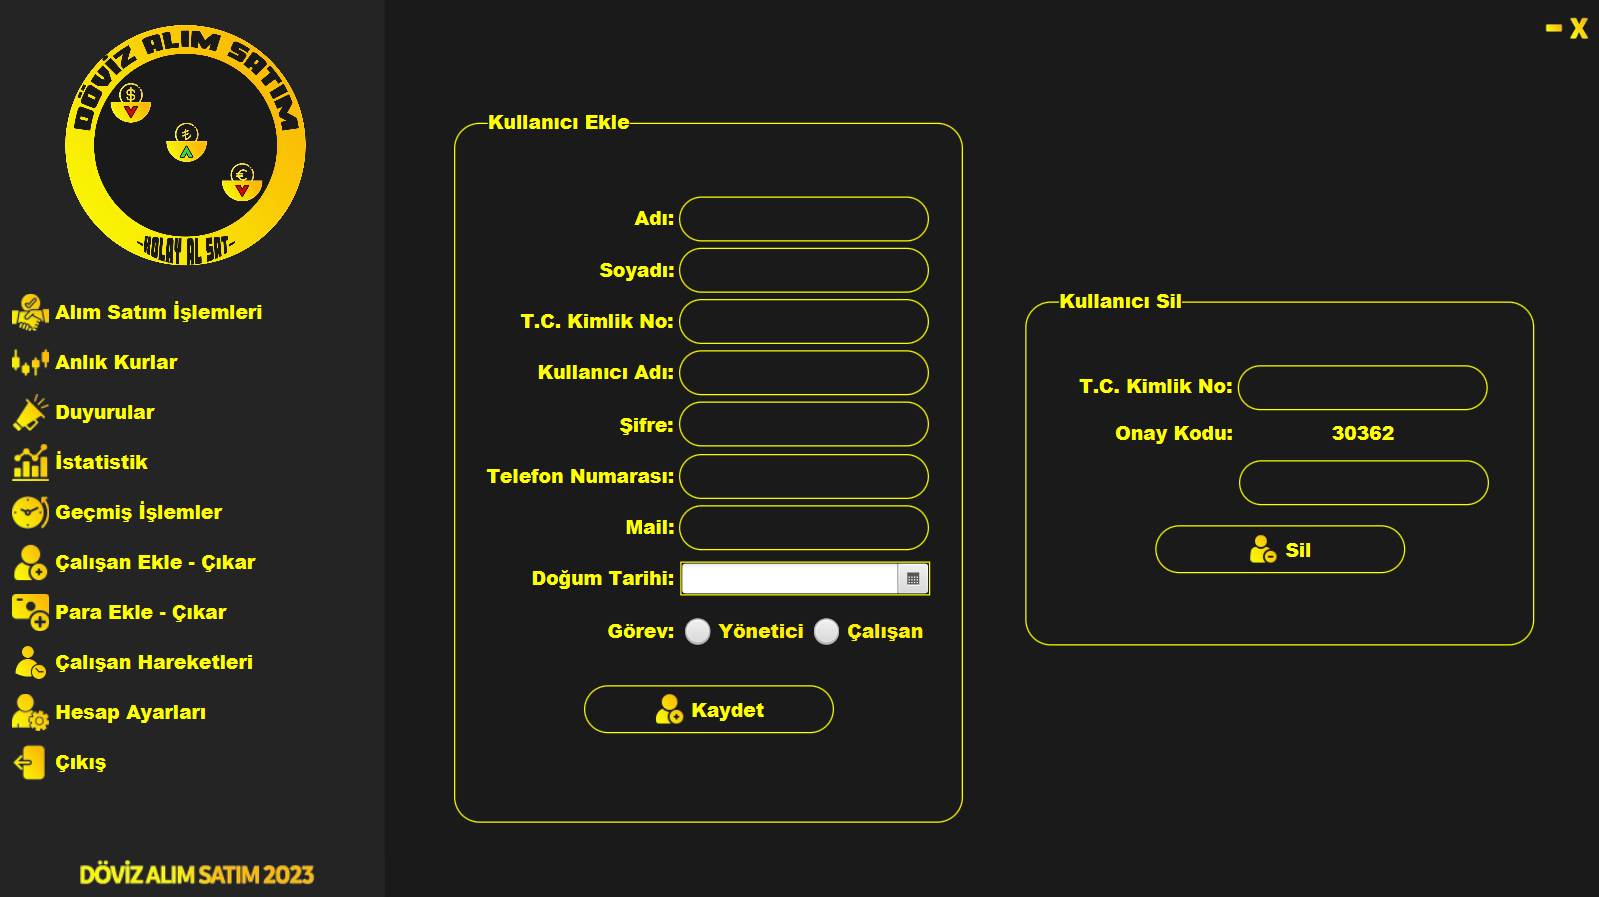 DÖVİZ ALIM SATIM
-KOLAY AL SAT-
Alım Satım İşlemleri
Anlık Kurlar
Duyurular
İstatistik
Geçmiş İşlemler
Çalışan Ekle - Çıkar
Para Ekle - Çıkar
Çalışan Hareketleri
Hesap Ayarları
Çıkış
DÖVİZ ALIM SATIM 2023
Kullanıcı Ekle
Adı:
Soyadı:
T.C. Kimlik No:
Kullanıcı Adı:
Şifre:
Telefon Numarası:
Mail:
Doğum Tarihi:
Görev: Yönetici Çalışan
Kaydet
Kullanıcı Sil
T.C. Kimlik No:
Onay Kodu: 30362
Sil
X